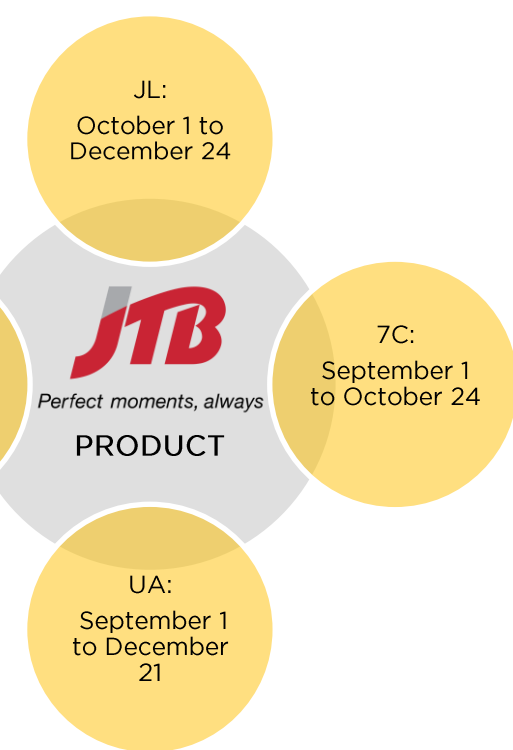 JL:
October 1 to
December 24
JTB
Perfect moments, always
PRODUCT
7C:
September 1
to October 24
UA:
September 1
to December
21